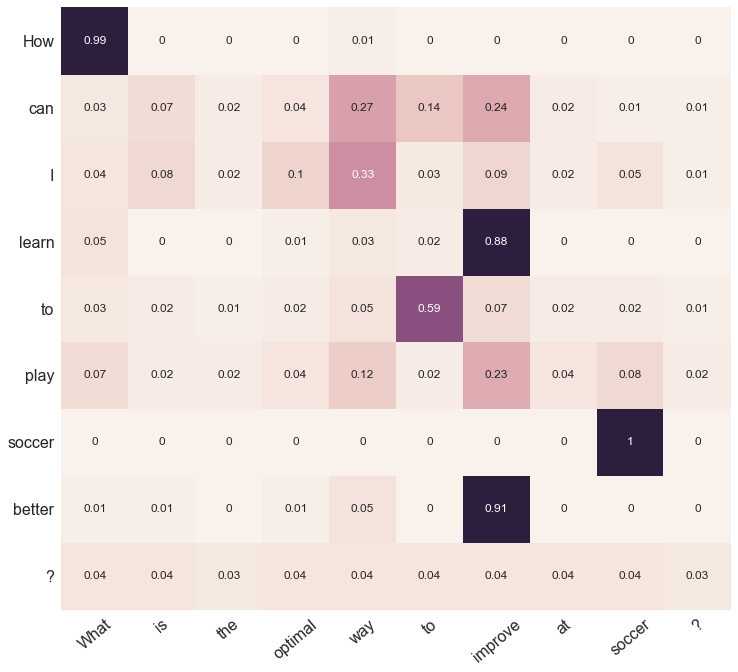 How 0.99 0 0 0 0.01 0 0 0 0 0
can 0.03 0.07 0.02 0.04 0.27 0.14 0.24 0.02 0.01 0.01
I 0.04 0.08 0.02 0.1 0.33 0.03 0.09 0.02 0.05 0.01
learn 0.05 0 0 0.01 0.03 0.02 0.88 0 0 0
to 0.03 0.02 0.01 0.02 0.05 0.59 0.07 0.02 0.02 0.01
play 0.07 0.02 0.02 0.04 0.12 0.02 0.23 0.04 0.08 0.02
soccer 0 0 0 0 0 0 0 0 1 0
better 0.01 0.01 0 0.01 0.05 0 0.91 0 0 0
? 0.04 0.04 0.03 0.04 0.04 0.04 0.04 0.04 0.04 0.03
What is the optimal way to improve at soccer ?